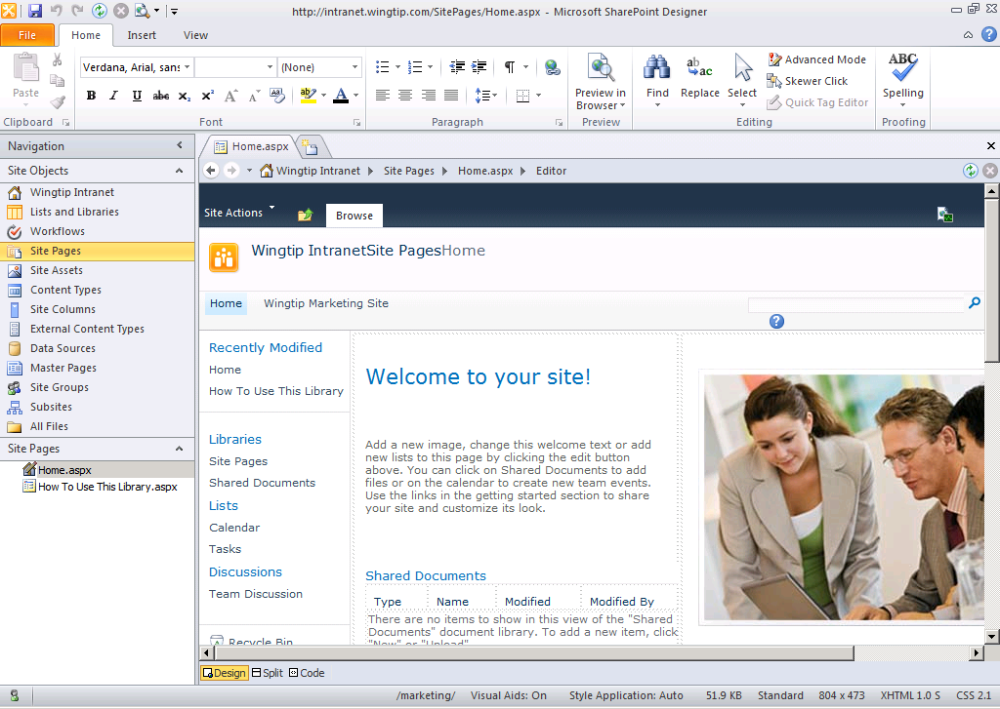 http://intranet.wingtip.com/SitePages/Home.aspx - Microsoft SharePoint Designer
File Home Insert View
Paste
Clipboard
Verdana, Arial, sans (None)
B I U abc X2 X2 A A Aa
ab A
Font
Paragraph
Preview in Browser
Preview
Find
ab ac
Replace
Select
Advanced Mode
Skewer Click
Quick Tag Editor
Editing
ABC
Spelling
Proofing
Navigation
Site Objects
Wingtip Intranet
Lists and Libraries
Workflows
Site Pages
Site Assets
Content Types
Site Columns
External Content Types
Data Sources
Master Pages
Site Groups
Subsites
All Files
Site Pages
Home.aspx
How To Use This Library.aspx
Home.aspx
Wingtip Intranet Site Pages Home.aspx Editor
Site Actions Browse
Wingtip IntranetSite PagesHome
Home Wingtip Marketing Site
Recently Modified
Home
How To Use This Library
Libraries
Site Pages
Shared Documents
Lists
Calendar
Tasks
Discussions
Team Discussion
Recycle Bin
Welcome to your site!
Add a new image, change this welcome text or add
new lists to this page by clicking the edit button
above. You can click on Shared Documents to add
files or on the calendar to create new team events.
Use the links in the getting started section to share
your site and customize its look.
Shared Documents
Type Name Modified Modified By
There are no items to show in this view of the "Shared
Documents" document library. To add a new item, click
"New" or "Upload".
Design Split Code
/marketing/ Visual Aids: On Style Application: Auto 51.9 KB Standard 804 x 473 XHTML 1.0 S CSS 2.1